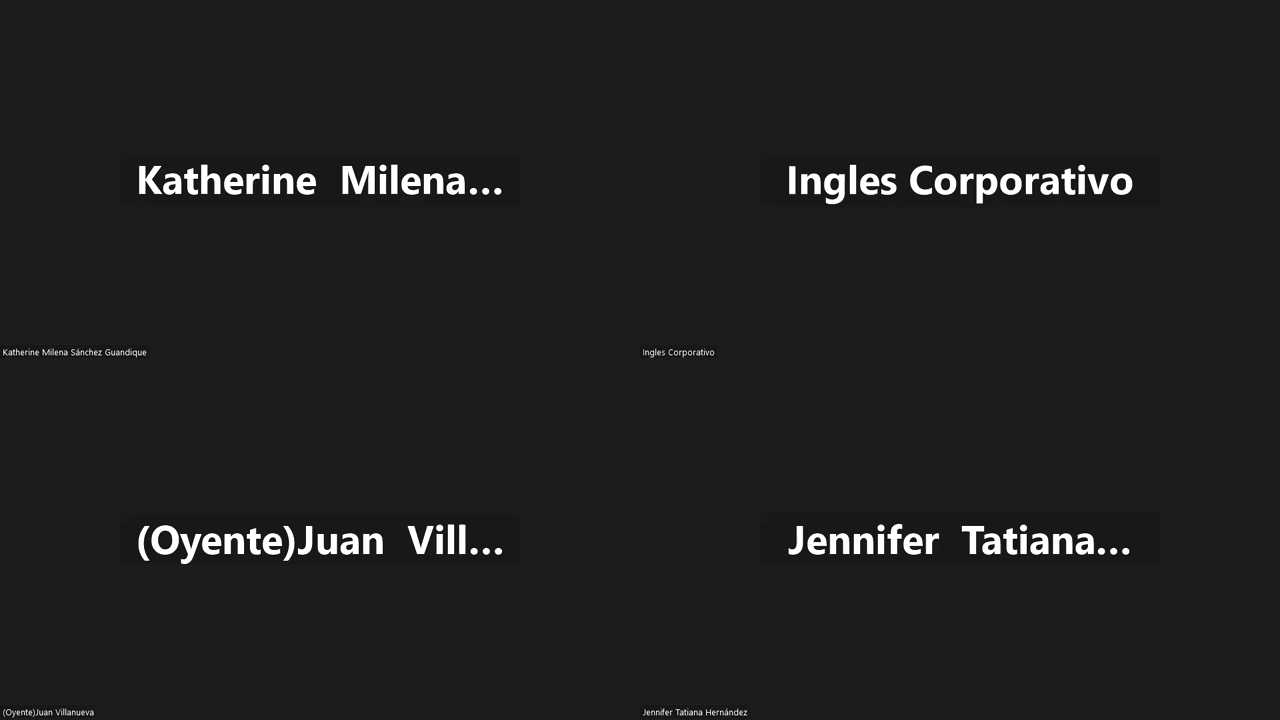 Katherine Milena...
Ingles Corporativo
Katherine Milena Sánchez Guandique
Ingles Corporativo
(Oyente)Juan Vill...
Jennifer Tatiana...
(Oyente)Juan Villanueva
Jennifer Tatiana Hernández